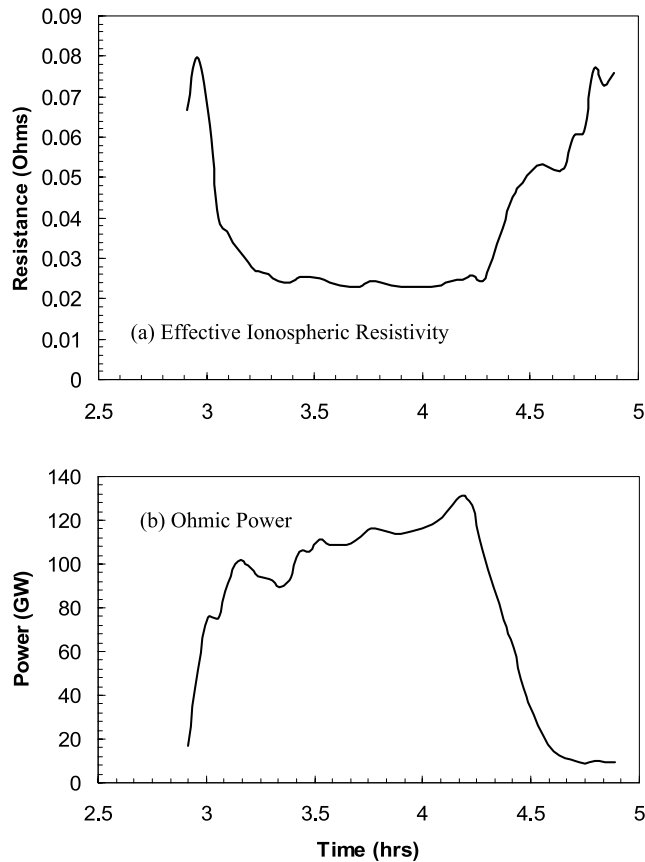 0.09
0.08
0.07
0.06
0.05
0.04
0.03
0.02
0.01
0
Resistance (Ohms)
(a) Effective Ionospheric Resistivity
2.5 3 3.5 4 4.5 5
140
120
100
80
60
40
20
0
Power (GW)
(b) Ohmic Power
2.5 3 3.5 4 4.5 5
Time (hrs)